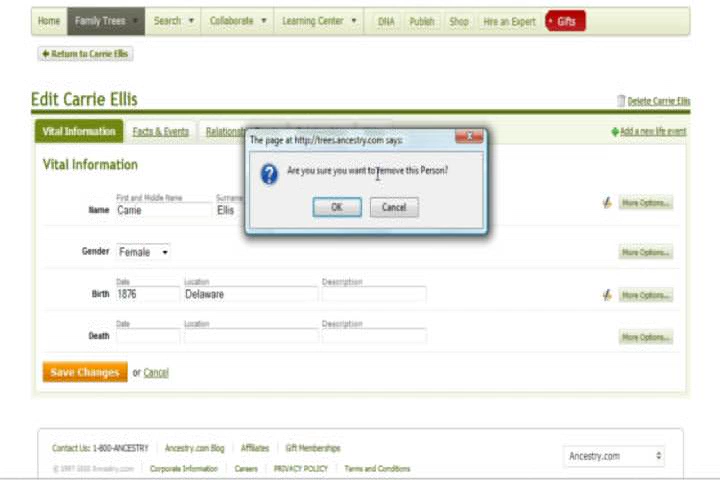 Home Family Trees Search Collaborate Learning Center DNA Publish Shop Hire an Expert Gifts
Return to Carrie Ellis
Edit Carrie Ellis
Delete Carrie Ellis
Vital Information Facts & Events
Add a new life event
The page at http://trees.ancestry.com says:
Are you sure you want to remove this Person?
OK Cancel
Vital Information
First and Middle Name Surname
Name Carrie Ellis More Options...
Gender Female More Options...
Date Location Description
Birth 1876 Delaware More Options...
Date Location Description
Death More Options...
Save Changes or Cancel
Contact Us: 1-800-ANCESTRY Ancestry.com Blog Affiliates Gift Memberships
Ancestry.com
Corporate Information Careers PRIVACY POLICY Terms and Conditions